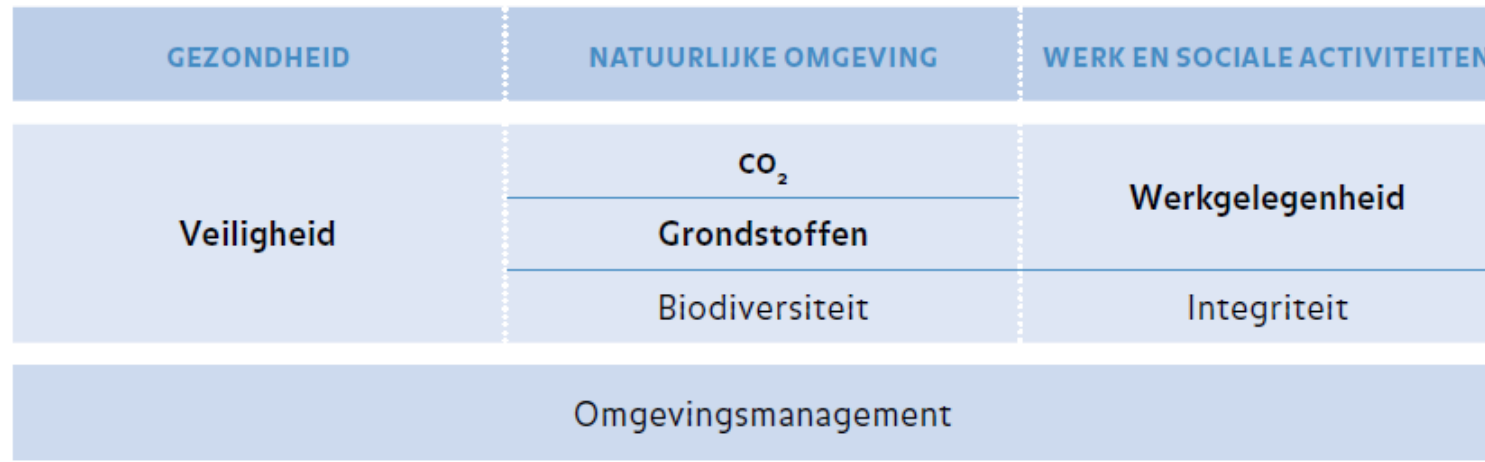 GEZONDHEID
NATUURLIJKE OMGEVING
WERK EN SOCIALE ACTIVITEITEN
Veiligheid
CO₂
Grondstoffen
Biodiversiteit
Werkgelegenheid
Integriteit
Omgevingsmanagement